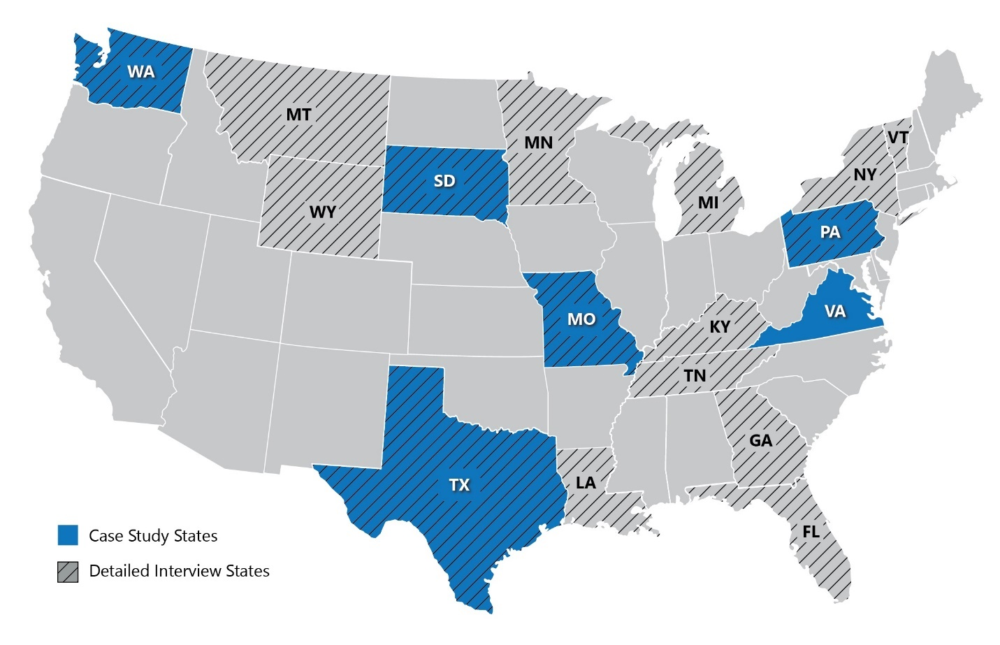 WA
MT
MN
VT
NY
SD
MI
WY
PA
VA
MO
KY
TN
GA
LA
TX
FL
Case Study States
Detailed Interview States